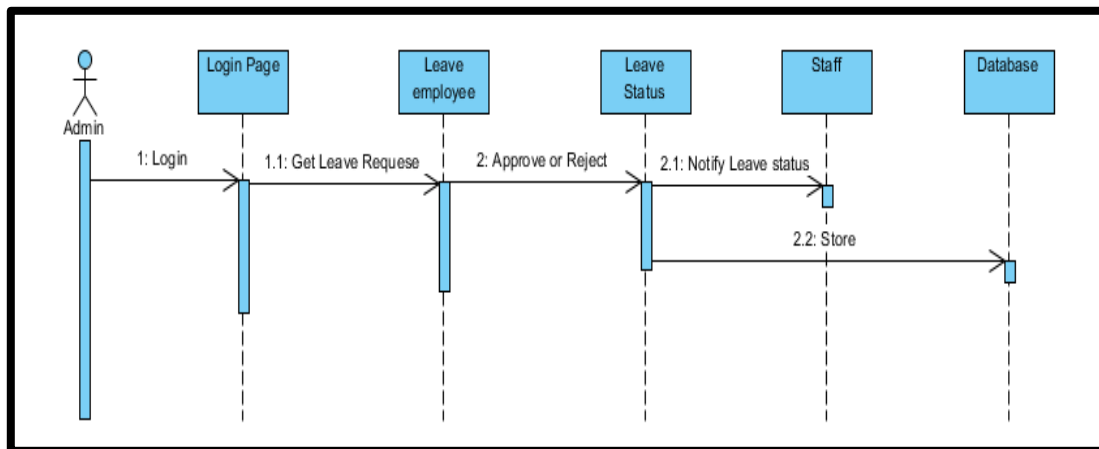 Login Page
Leave
employee
Leave
Status
Staff
Database
Admin
1: Login
1.1: Get Leave Requese
2: Approve or Reject
2.1: Notify Leave status
2.2: Store